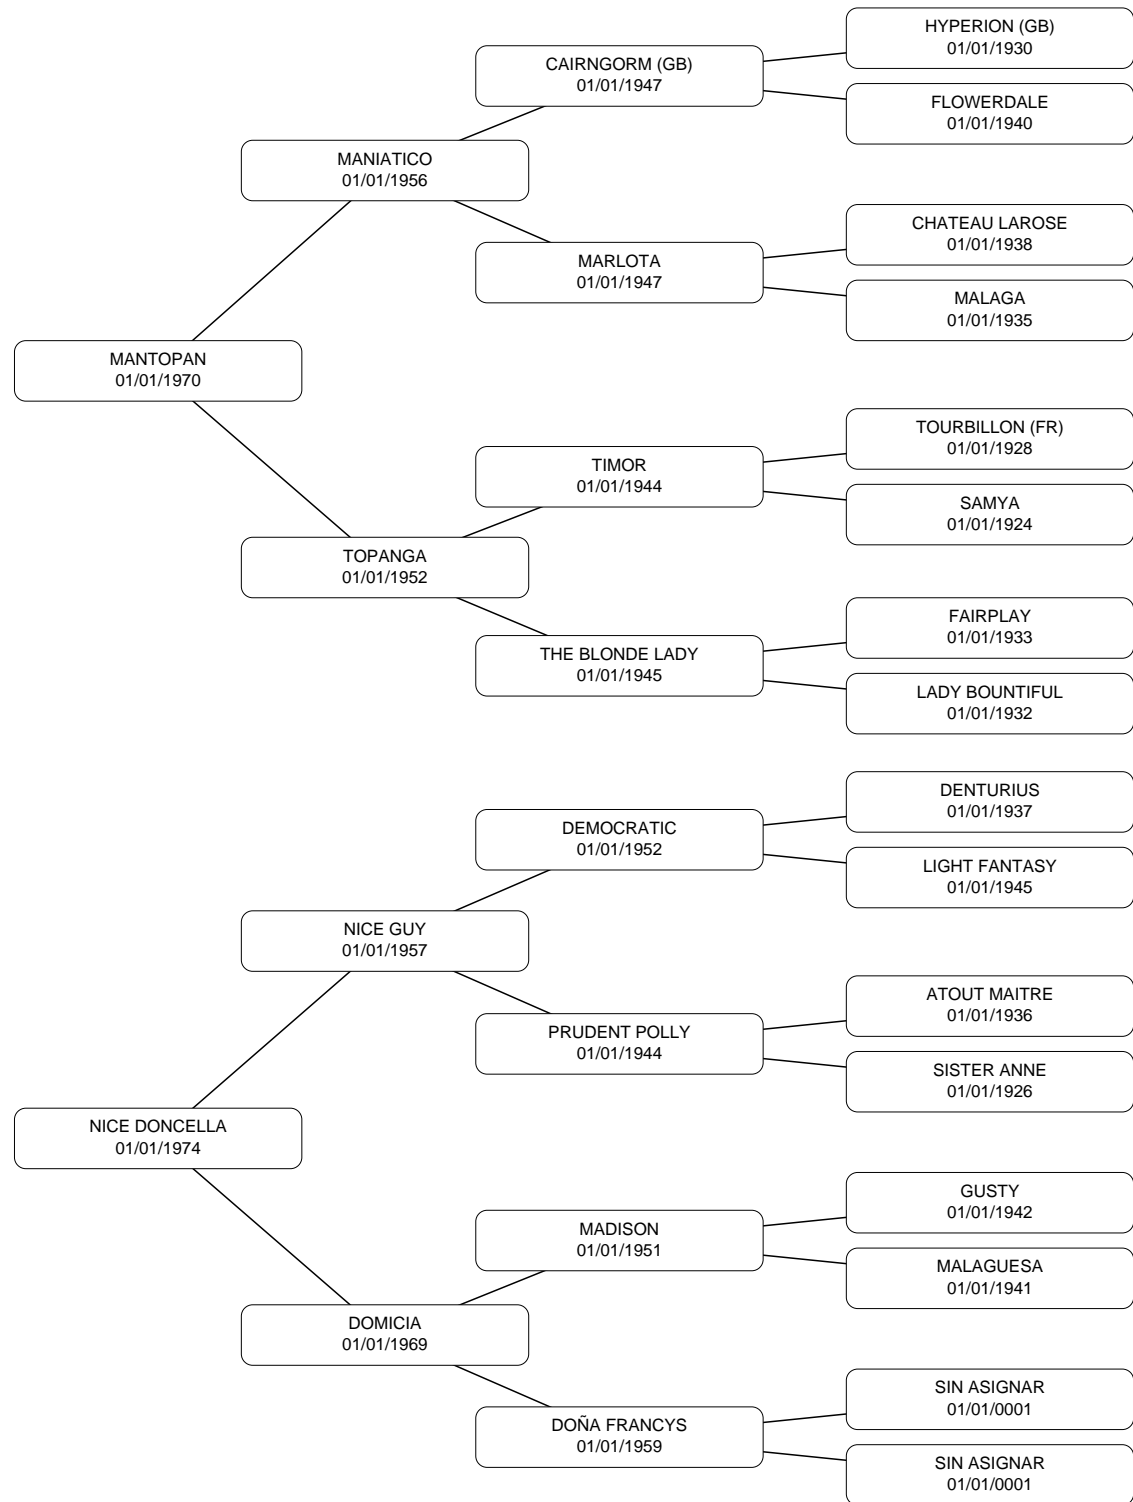 HYPERION (GB)
01/01/1930
CAIRNGORM (GB)
01/01/1947
FLOWERDALE
01/01/1940
MANIATICO
01/01/1956
CHATEAU LAROSE
01/01/1938
MARLOTA
01/01/1947
MALAGA
01/01/1935
MANTOPAN
01/01/1970
TOURBILLON (FR)
01/01/1928
TIMOR
01/01/1944
SAMYA
01/01/1924
TOPANGA
01/01/1952
FAIRPLAY
01/01/1933
THE BLONDE LADY
01/01/1945
LADY BOUNTIFUL
01/01/1932
DENTURIUS
01/01/1937
DEMOCRATIC
01/01/1952
LIGHT FANTASY
01/01/1945
NICE GUY
01/01/1957
ATOUT MAITRE
01/01/1936
PRUDENT POLLY
01/01/1944
SISTER ANNE
01/01/1926
NICE DONCELLA
01/01/1974
GUSTY
01/01/1942
MADISON
01/01/1951
MALAGUESA
01/01/1941
DOMICIA
01/01/1969
SIN ASIGNAR
01/01/0001
DOÑA FRANCYS
01/01/1959
SIN ASIGNAR
01/01/0001